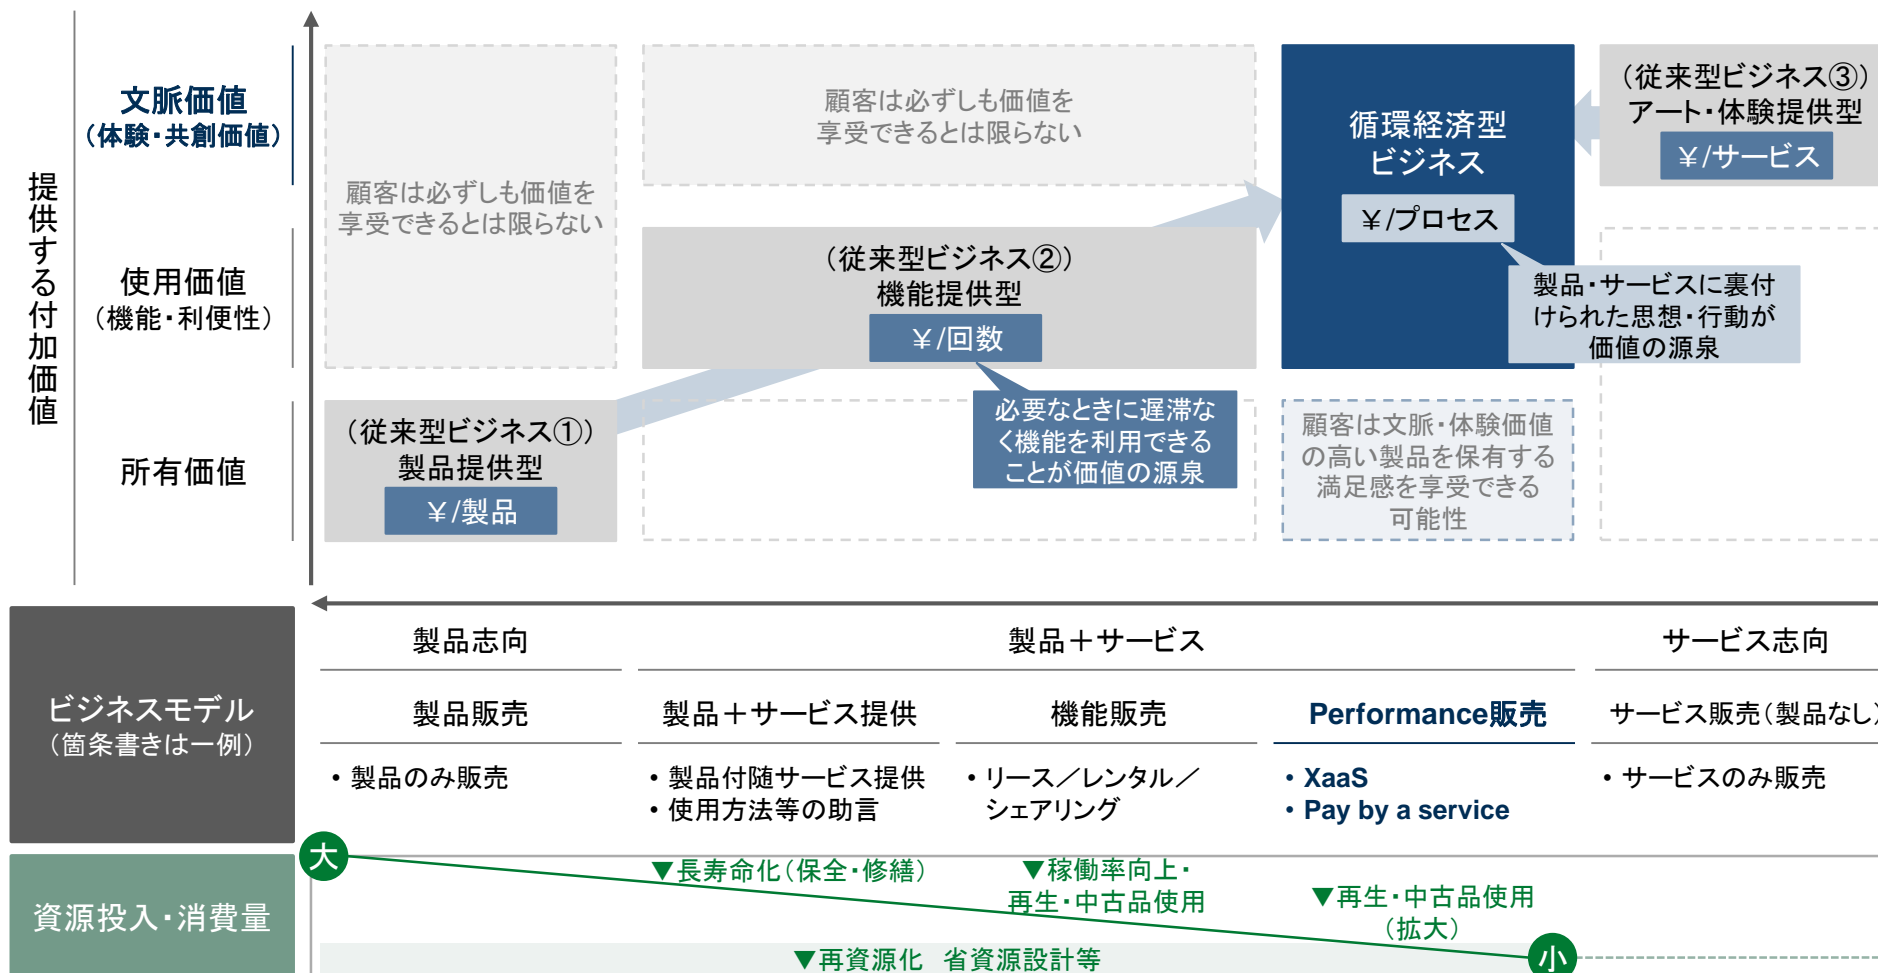 提供する付加価値
文脈価値
（体験・共創価値）
使用価値
（機能・利便性）
所有価値
顧客は必ずしも価値を
享受できるとは限らない
顧客は必ずしも価値を
享受できるとは限らない
（従来型ビジネス①）
製品提供型
￥/製品
（従来型ビジネス②）
機能提供型
￥/回数
必要なときに遅滞な
く機能を利用できる
ことが価値の源泉
循環経済型
ビジネス
￥/プロセス
製品・サービスに裏付
けられた思想・行動が
価値の源泉
顧客は文脈・体験価値
の高い製品を保有する
満足感を享受できる
可能性
（従来型ビジネス③）
アート・体験提供型
￥/サービス
ビジネスモデル
（箇条書きは一例）
製品志向
製品＋サービス
サービス志向
製品販売
製品＋サービス提供
機能販売
Performance販売
サービス販売（製品なし）
・製品のみ販売
・製品付随サービス提供
・使用方法等の助言
・リース／レンタル／
シェアリング
・XaaS
・Pay by a service
・サービスのみ販売
資源投入・消費量
大
▼長寿命化（保全・修繕）
▼稼働率向上・
再生・中古品使用
▼再生・中古品使用
（拡大）
▼再資源化　省資源設計等
小